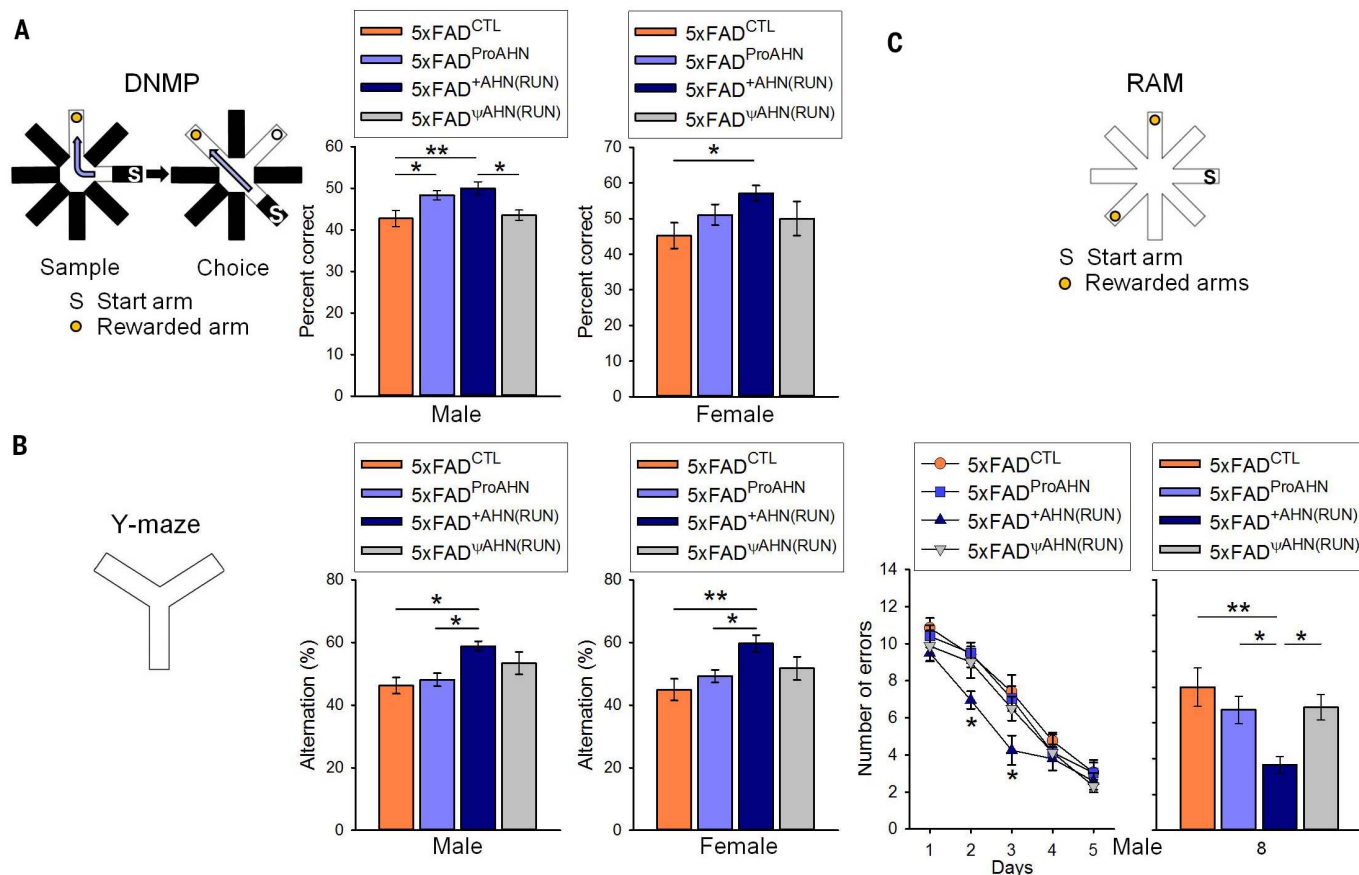 A
DNMP
S
S
Sample
Choice
S Start arm
Rewarded arm
5xFAD^CTL
5xFAD^ProAHN
5xFAD^+AHN(RUN)
5xFAD^ψAHN(RUN)
Percent correct
60
50
40
30
20
10
0
**
*
*
Male
5xFAD^CTL
5xFAD^ProAHN
5xFAD^+AHN(RUN)
5xFAD^ψAHN(RUN)
Percent correct
70
60
50
40
30
20
10
0
*
Female
C
RAM
S
S Start arm
Rewarded arms
B
Y-maze
5xFAD^CTL
5xFAD^ProAHN
5xFAD^+AHN(RUN)
5xFAD^ψAHN(RUN)
Alternation (%)
80
60
40
20
0
*
*
Male
5xFAD^CTL
5xFAD^ProAHN
5xFAD^+AHN(RUN)
5xFAD^ψAHN(RUN)
Alternation (%)
80
60
40
20
0
**
*
Female
5xFAD^CTL
5xFAD^ProAHN
5xFAD^+AHN(RUN)
5xFAD^ψAHN(RUN)
Number of errors
14
12
10
8
6
4
2
0
*
*
1 2 3 4 5
Days
5xFAD^CTL
5xFAD^ProAHN
5xFAD^+AHN(RUN)
5xFAD^ψAHN(RUN)
**
* *
Male
8